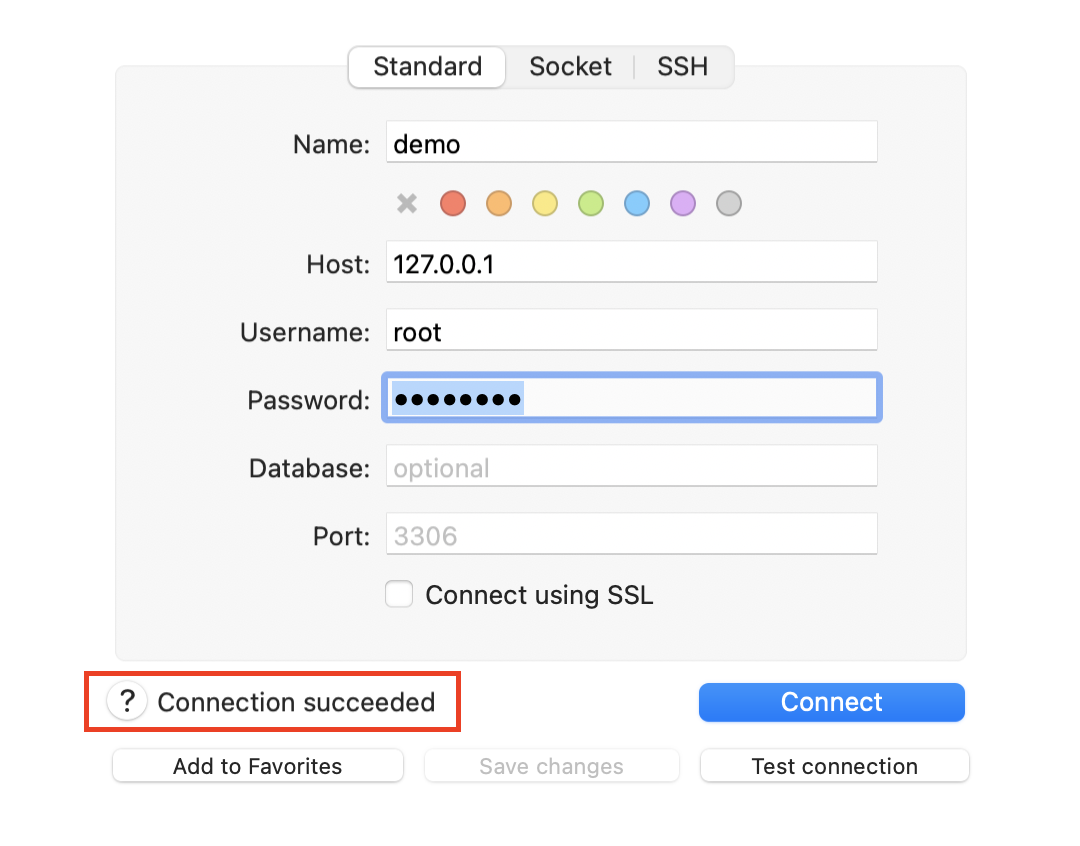 Standard Socket SSH
Name: demo
Host: 127.0.0.1
Username: root
Password: ••••••••
Database: optional
Port: 3306
Connect using SSL
? Connection succeeded Connect
Add to Favorites Save changes Test connection